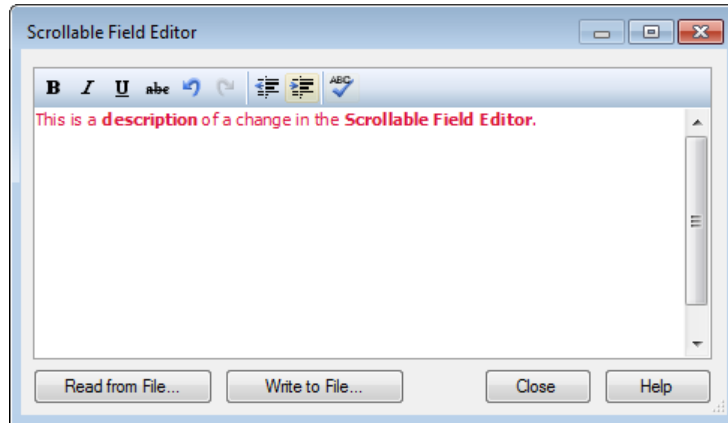 Scrollable Field Editor
B I U abc ABC
This is a description of a change in the Scrollable Field Editor.
Read from File... Write to File... Close Help